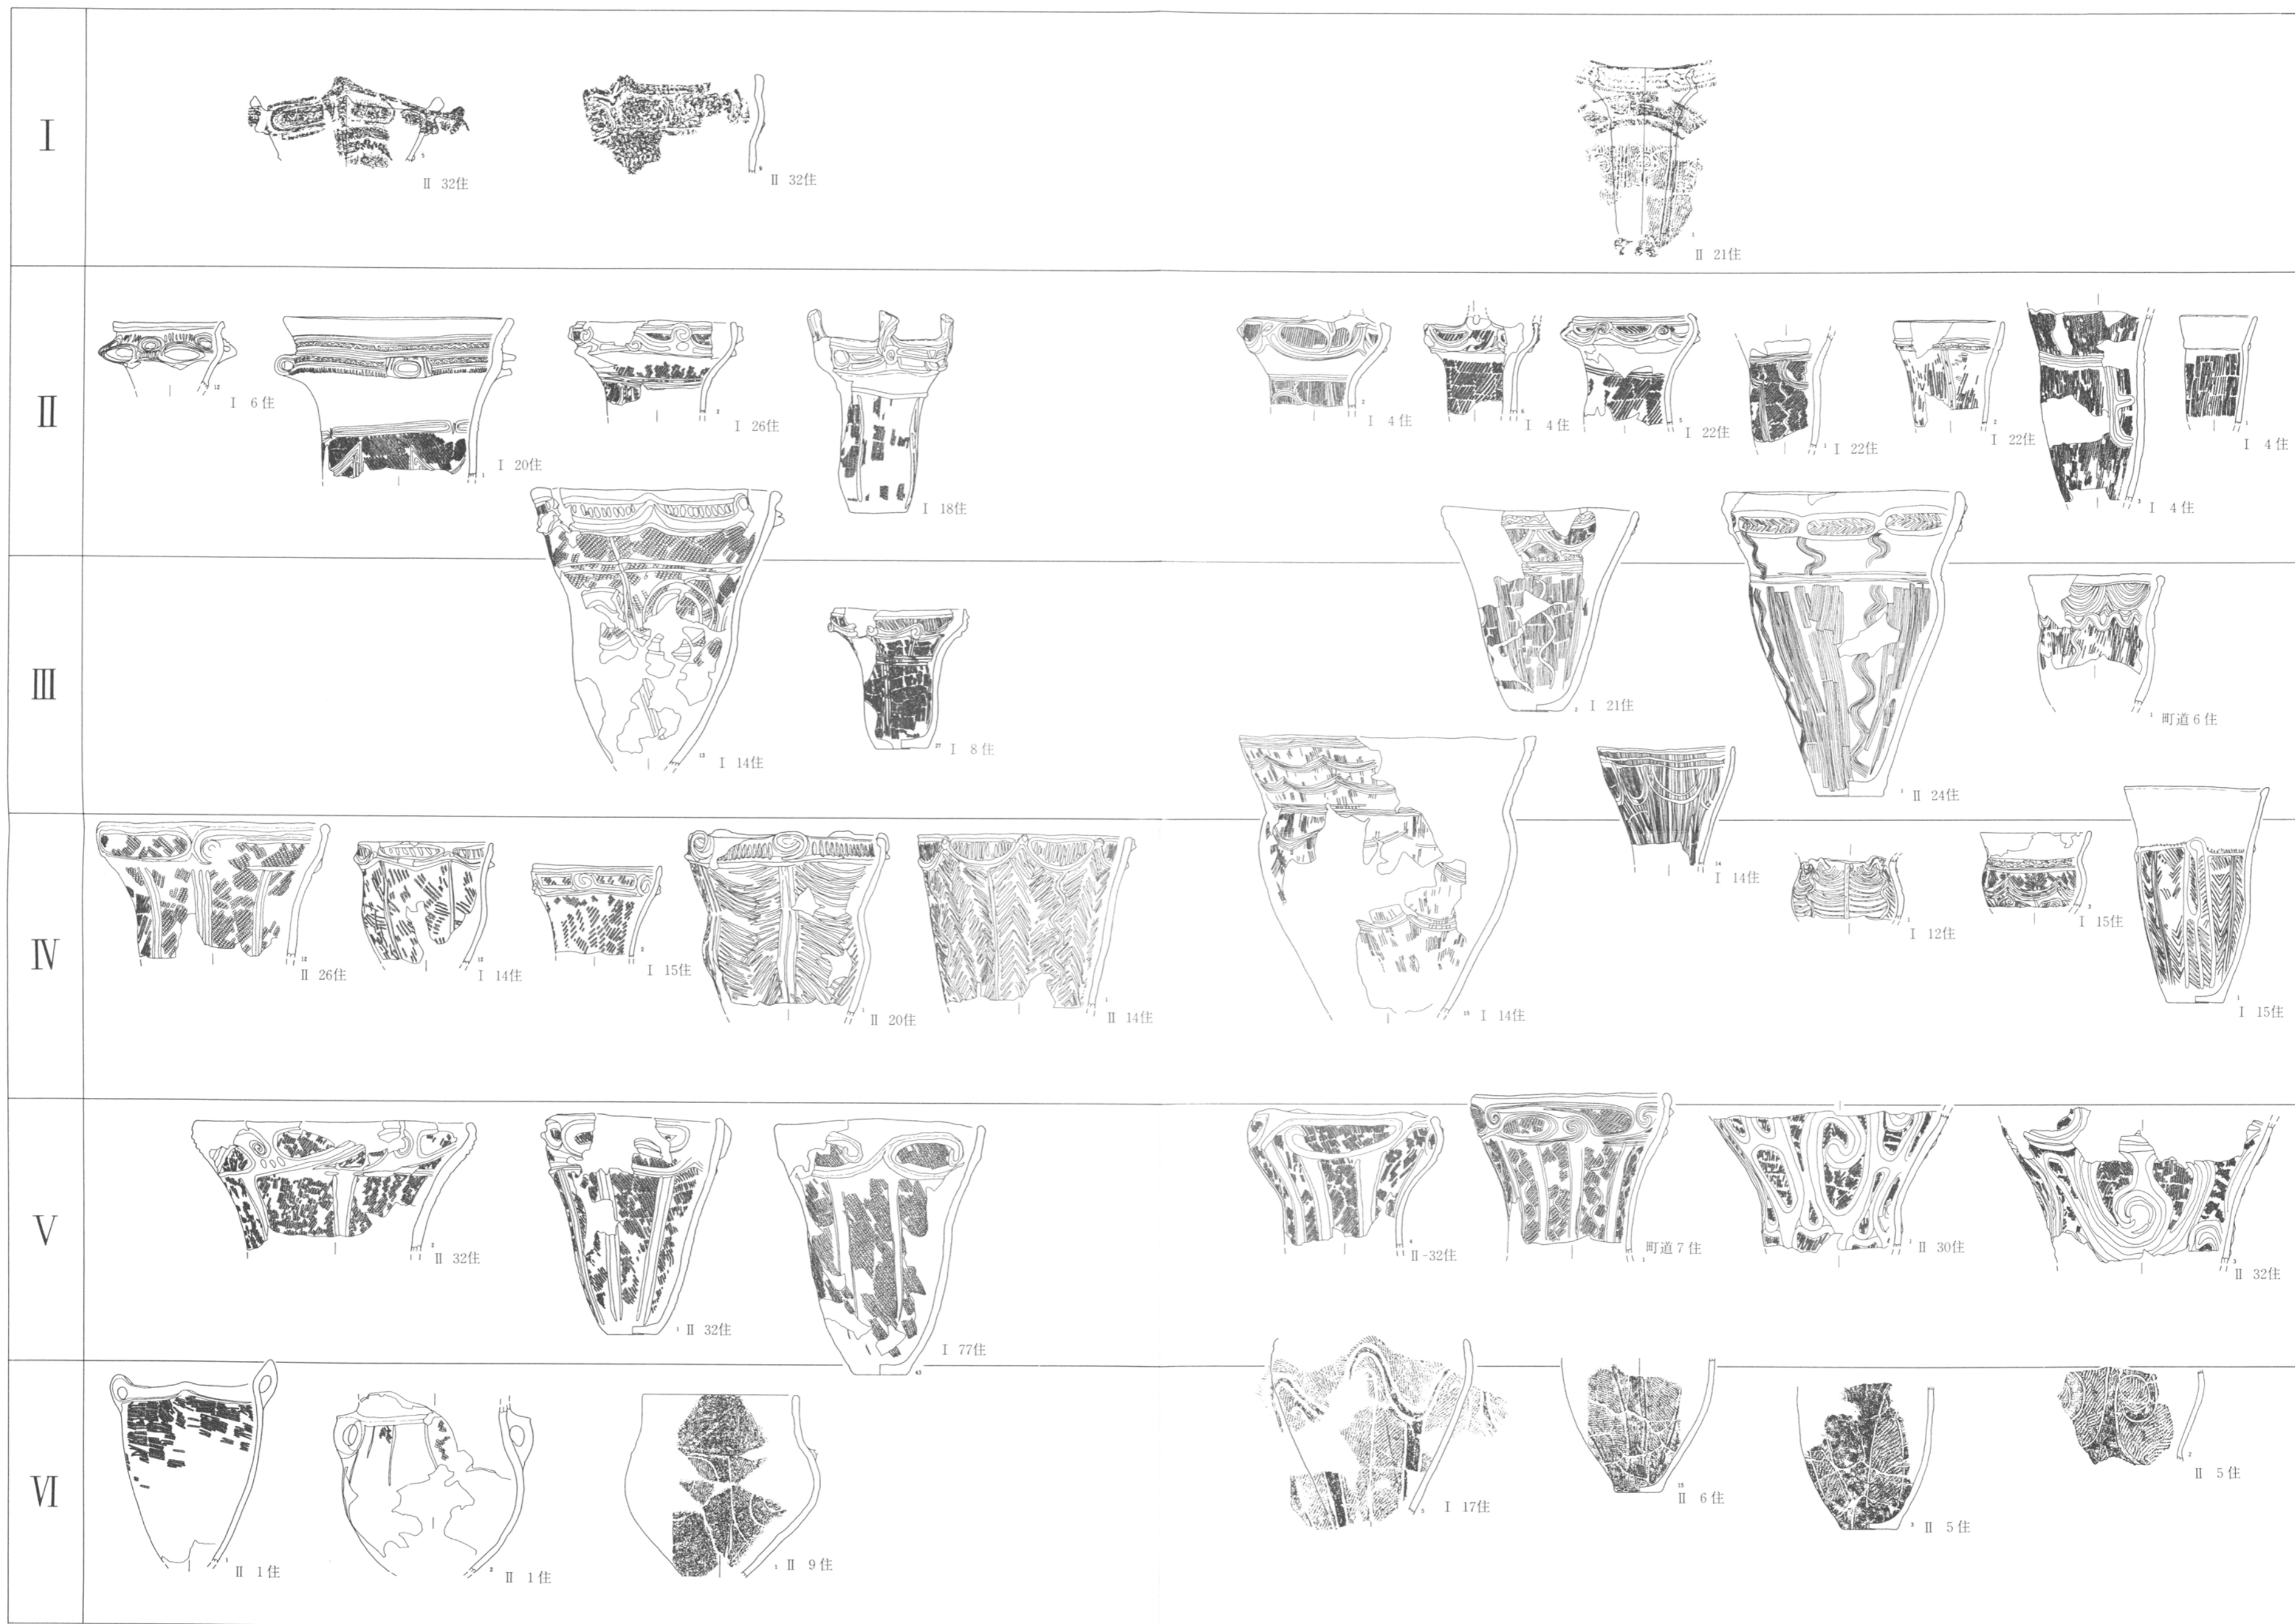 Ⅰ
Ⅱ 32住
Ⅱ 32住
Ⅱ 21住
Ⅱ
Ⅰ 6住
Ⅰ 20住
Ⅰ 26住
Ⅰ 18住
Ⅰ 4住
Ⅰ 4住
Ⅰ 22住
Ⅰ 22住
Ⅰ 22住
Ⅰ 4住
Ⅰ 4住
Ⅲ
Ⅰ 14住
Ⅰ 8住
Ⅰ 21住
Ⅱ 24住
町道6住
Ⅳ
Ⅱ 26住
Ⅰ 14住
Ⅰ 15住
Ⅱ 20住
Ⅱ 14住
Ⅰ 14住
Ⅰ 14住
Ⅰ 12住
Ⅰ 15住
Ⅰ 15住
Ⅴ
Ⅱ 32住
Ⅱ 32住
Ⅰ 77住
Ⅱ-32住
町道7住
Ⅱ 30住
Ⅱ 32住
Ⅵ
Ⅱ 1住
Ⅱ 1住
Ⅱ 9住
Ⅰ 17住
Ⅱ 6住
Ⅱ 5住
Ⅱ 5住